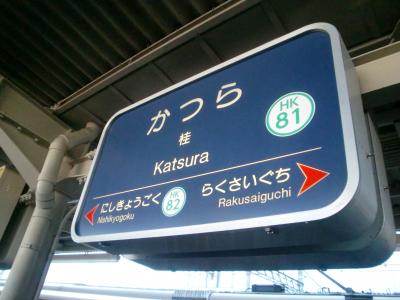 かつら
桂
Katsura
HK
81
にしきょうごく
Nishikyogoku
HK
82
らくさいぐち
Rakusaiguchi